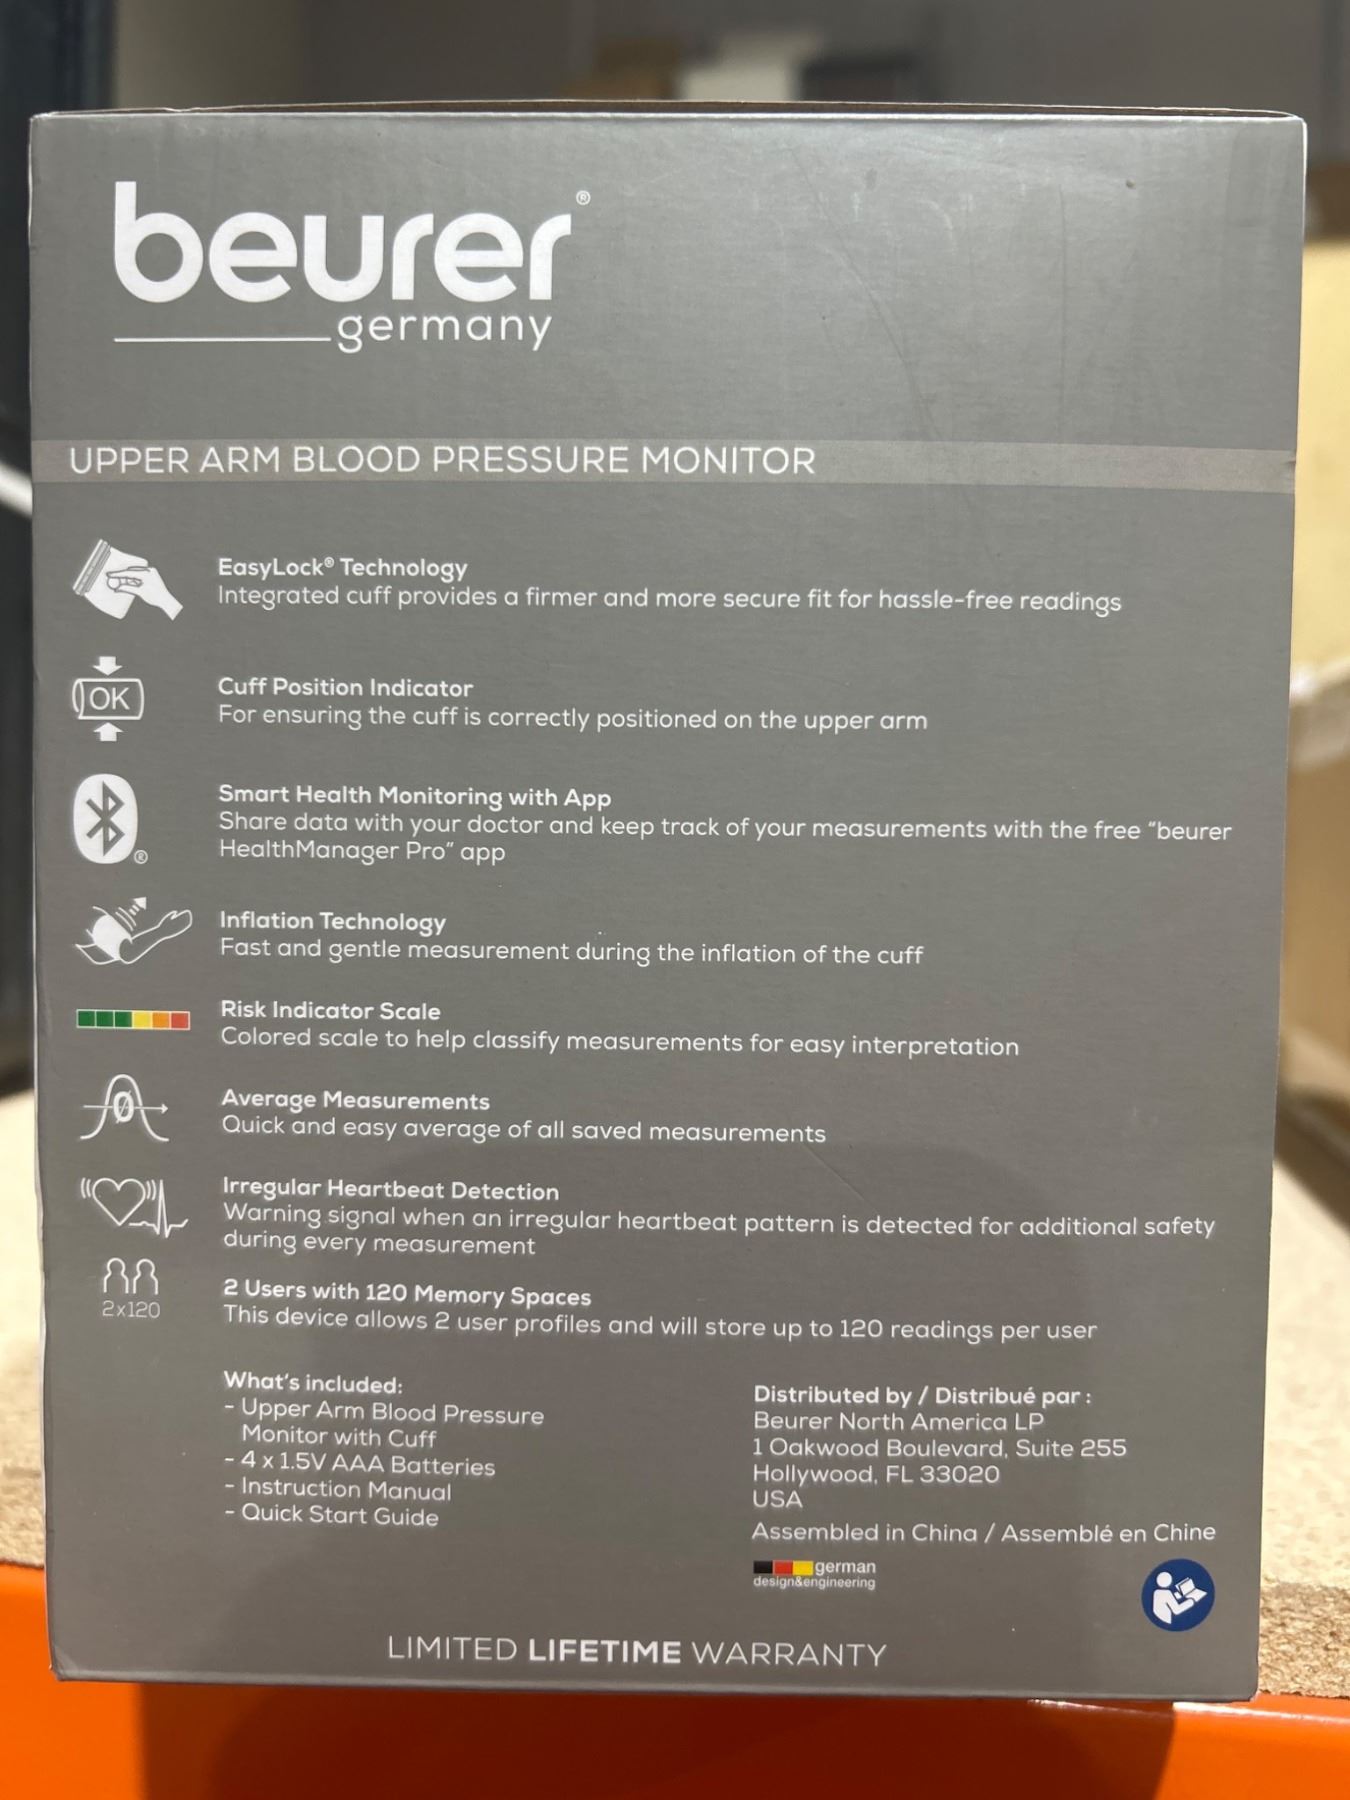 beurer®
germany
UPPER ARM BLOOD PRESSURE MONITOR
EasyLock® Technology
Integrated cuff provides a firmer and more secure fit for hassle-free readings
OK
Cuff Position Indicator
For ensuring the cuff is correctly positioned on the upper arm
®
Smart Health Monitoring with App
Share data with your doctor and keep track of your measurements with the free "beurer
HealthManager Pro" app
Inflation Technology
Fast and gentle measurement during the inflation of the cuff
Risk Indicator Scale
Colored scale to help classify measurements for easy interpretation
Ø
Average Measurements
Quick and easy average of all saved measurements
Irregular Heartbeat Detection
Warning signal when an irregular heartbeat pattern is detected for additional safety
during every measurement
2x120
2 Users with 120 Memory Spaces
This device allows 2 user profiles and will store up to 120 readings per user
What's included:
- Upper Arm Blood Pressure
Monitor with Cuff
- 4 x 1.5V AAA Batteries
- Instruction Manual
- Quick Start Guide
Distributed by / Distribué par :
Beurer North America LP
1 Oakwood Boulevard, Suite 255
Hollywood, FL 33020
USA
Assembled in China / Assemblé en Chine
german
design&engineering
LIMITED LIFETIME WARRANTY